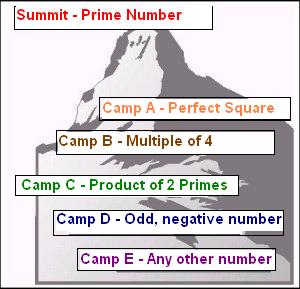 Summit - Prime Number
Camp A - Perfect Square
Camp B - Multiple of 4
Camp C - Product of 2 Primes
Camp D - Odd, negative number
Camp E - Any other number